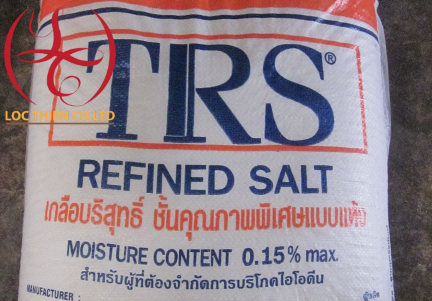 LOC THIEN CO.LTD
TRS®
REFINED SALT
เกลือบริสุทธิ์ ชั้นคุณภาพพิเศษแบบแห้ง
MOISTURE CONTENT 0.15% max.
สำหรับผู้ที่ต้องจำกัดการบริโภคไอโอดีน
MANUFACTURER :